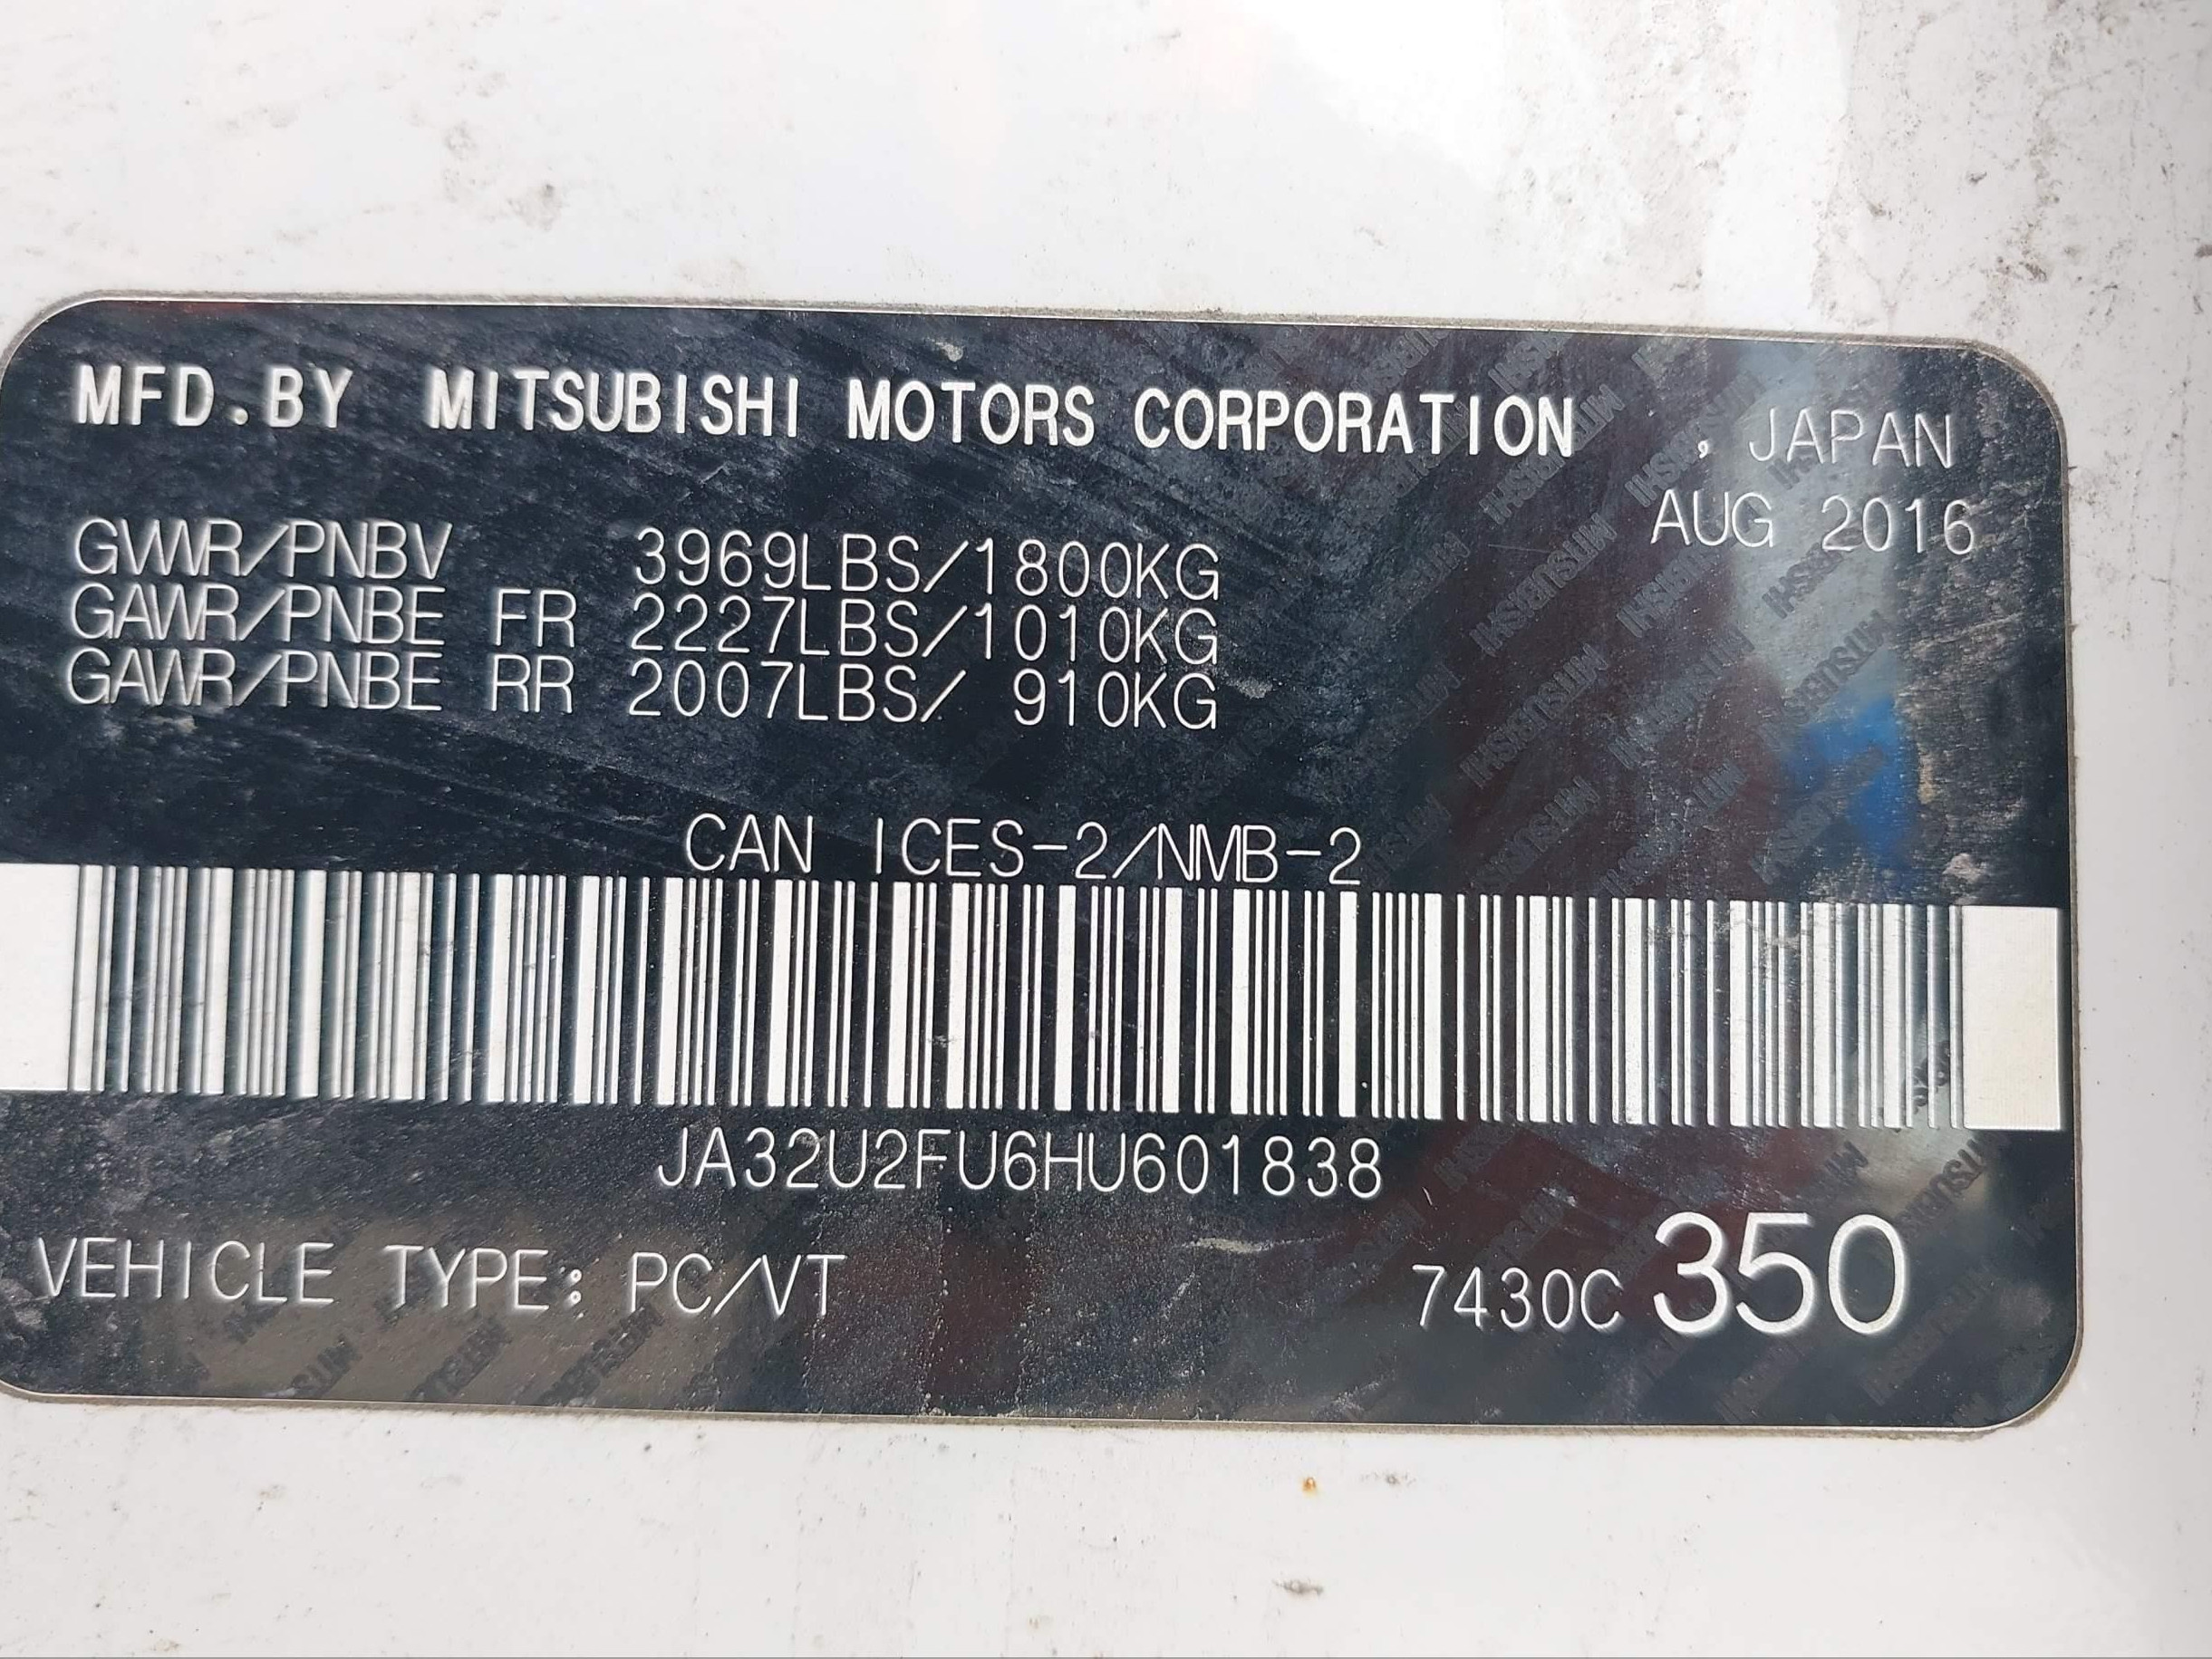 MFD.BY MITSUBISHI MOTORS CORPORATION , JAPAN
AUG 2016
GVWR/PNBV 3969LBS/1800KG
GAWR/PNBE FR 2227LBS/1010KG
GAWR/PNBE RR 2007LBS/ 910KG
CAN ICES-2/NMB-2
JA32U2FU6HU601838
VEHICLE TYPE: PC/VT 7430C 350